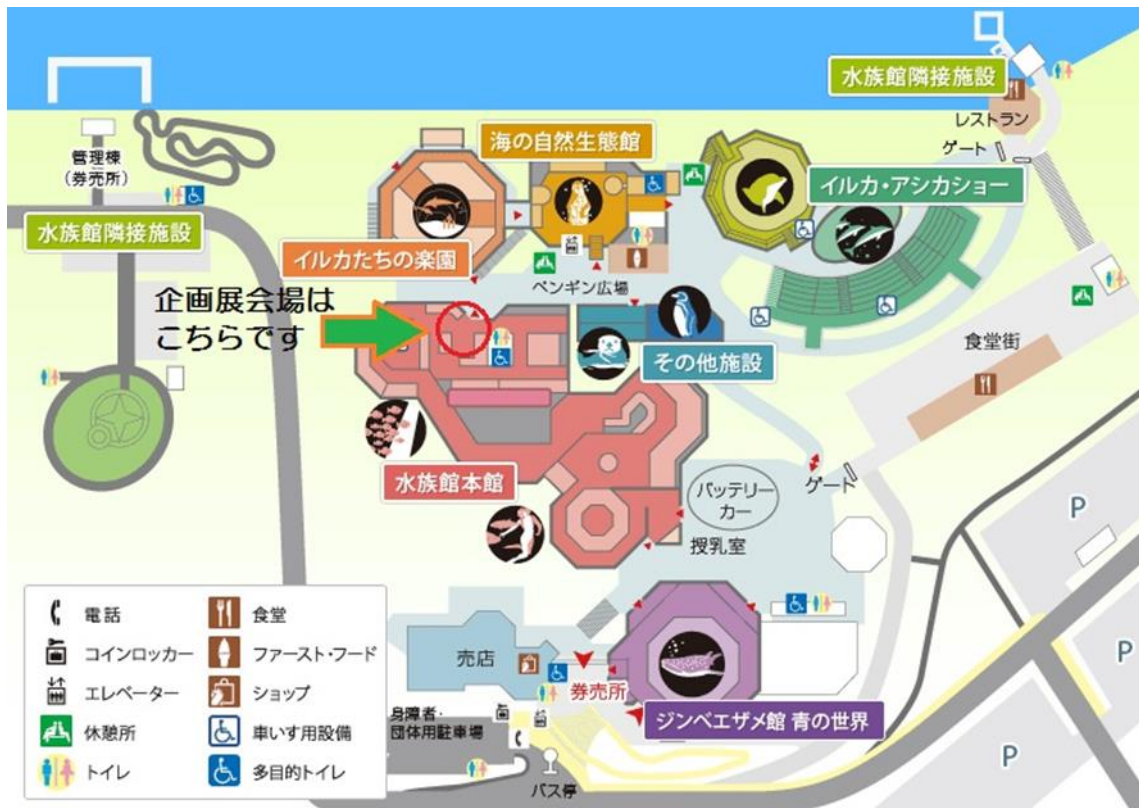 水族館隣接施設
レストラン
ゲート
海の自然生態館
イルカ・アシカショー
管理棟
（券売所）
水族館隣接施設
イルカたちの楽園
ペンギン広場
企画展会場は
こちらです
その他施設
食堂街
水族館本館
バッテリー
カー
ゲート
授乳室
P
P
P
売店
券売所
ジンベエザメ館 青の世界
身障者・
団体用駐車場
バス停
電話
食堂
コインロッカー
ファースト・フード
エレベーター
ショップ
休憩所
車いす用設備
トイレ
多目的トイレ